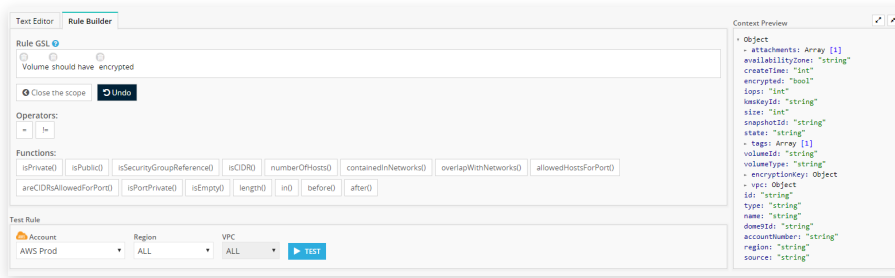 Text Editor Rule Builder
Rule GSL
Volume should have encrypted
Close the scope Undo
Operators:
= !=
Functions:
isPrivate() isPublic() isSecurityGroupReference() isCIDR() numberOfHosts() containedInNetworks() overlapWithNetworks() allowedHostsForPort()
areCIDRsAllowedForPort() isPortPrivate() isEmpty() length() in() before() after()
Test Rule
Account Region VPC
AWS Prod ALL ALL TEST
Context Preview
Object
attachments: Array [1]
availabilityZone: "string"
createTime: "int"
encrypted: "bool"
iops: "int"
kmsKeyId: "string"
size: "int"
snapshotId: "string"
state: "string"
tags: Array [1]
volumeId: "string"
volumeType: "string"
encryptionKey: Object
vpc: Object
id: "string"
type: "string"
name: "string"
dome9Id: "string"
accountNumber: "string"
region: "string"
source: "string"